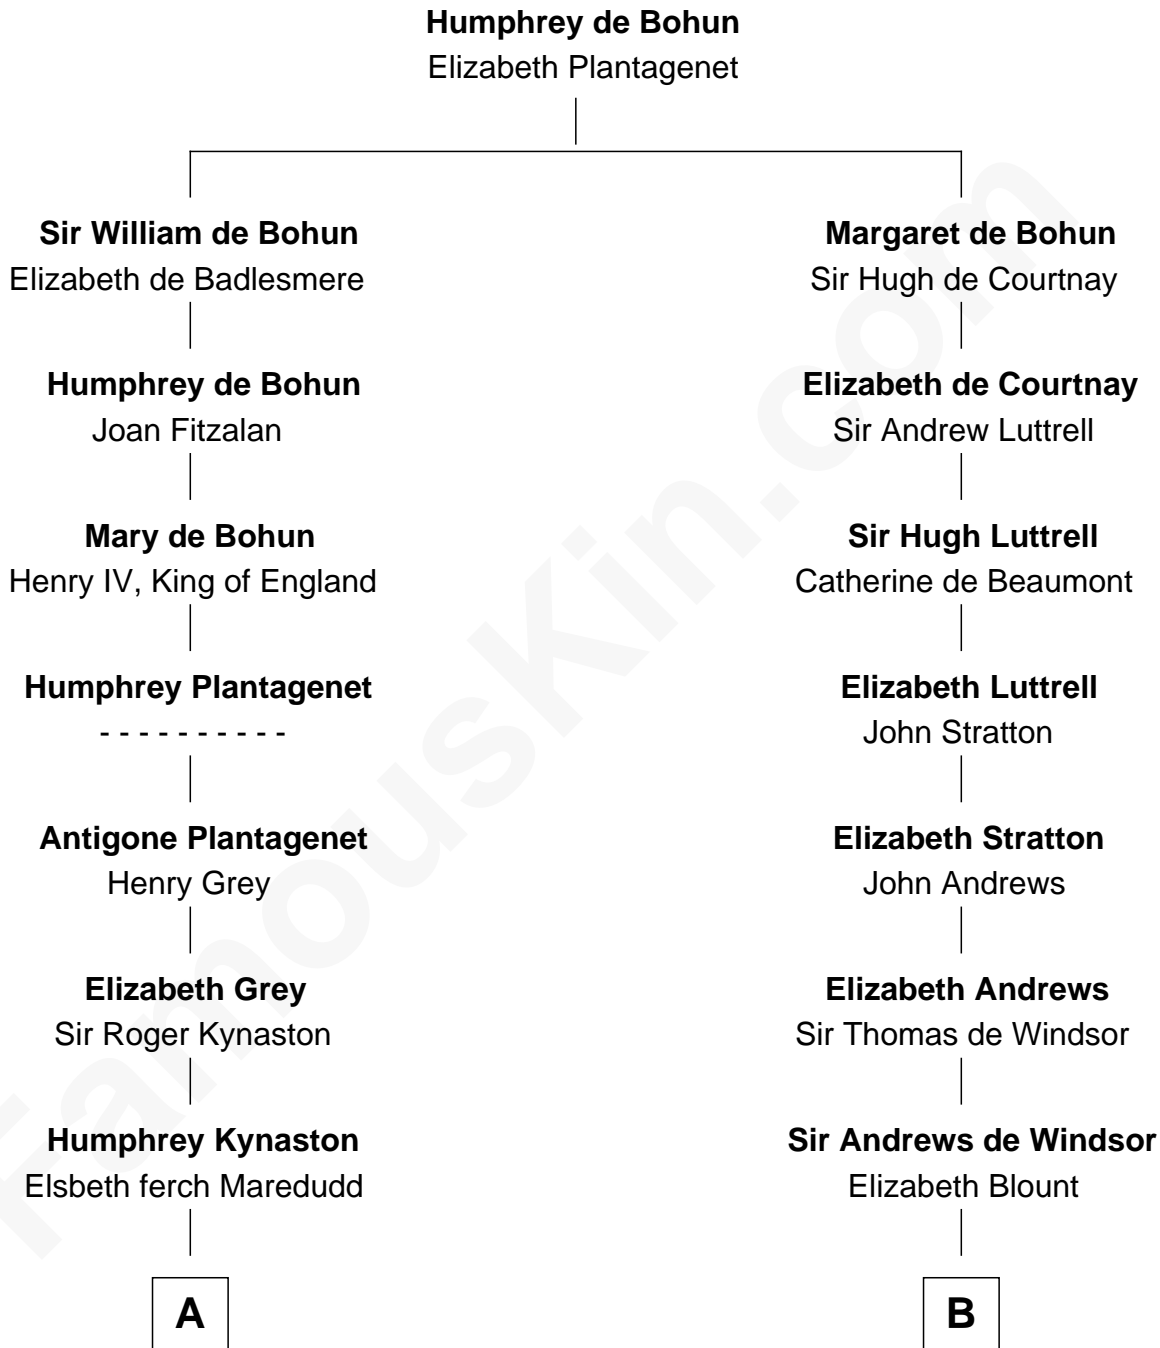 Humphrey de Bohun
Elizabeth Plantagenet
Sir William de Bohun
Elizabeth de Badlesmere
Humphrey de Bohun
Joan Fitzalan
Mary de Bohun
Henry IV, King of England
Humphrey Plantagenet
- - - - - - - - - -
Antigone Plantagenet
Henry Grey
Elizabeth Grey
Sir Roger Kynaston
Humphrey Kynaston
Elsbeth ferch Maredudd
A
Margaret de Bohun
Sir Hugh de Courtnay
Elizabeth de Courtnay
Sir Andrew Luttrell
Sir Hugh Luttrell
Catherine de Beaumont
Elizabeth Luttrell
John Stratton
Elizabeth Stratton
John Andrews
Elizabeth Andrews
Sir Thomas de Windsor
Sir Andrews de Windsor
Elizabeth Blount
B
FamousKin.com